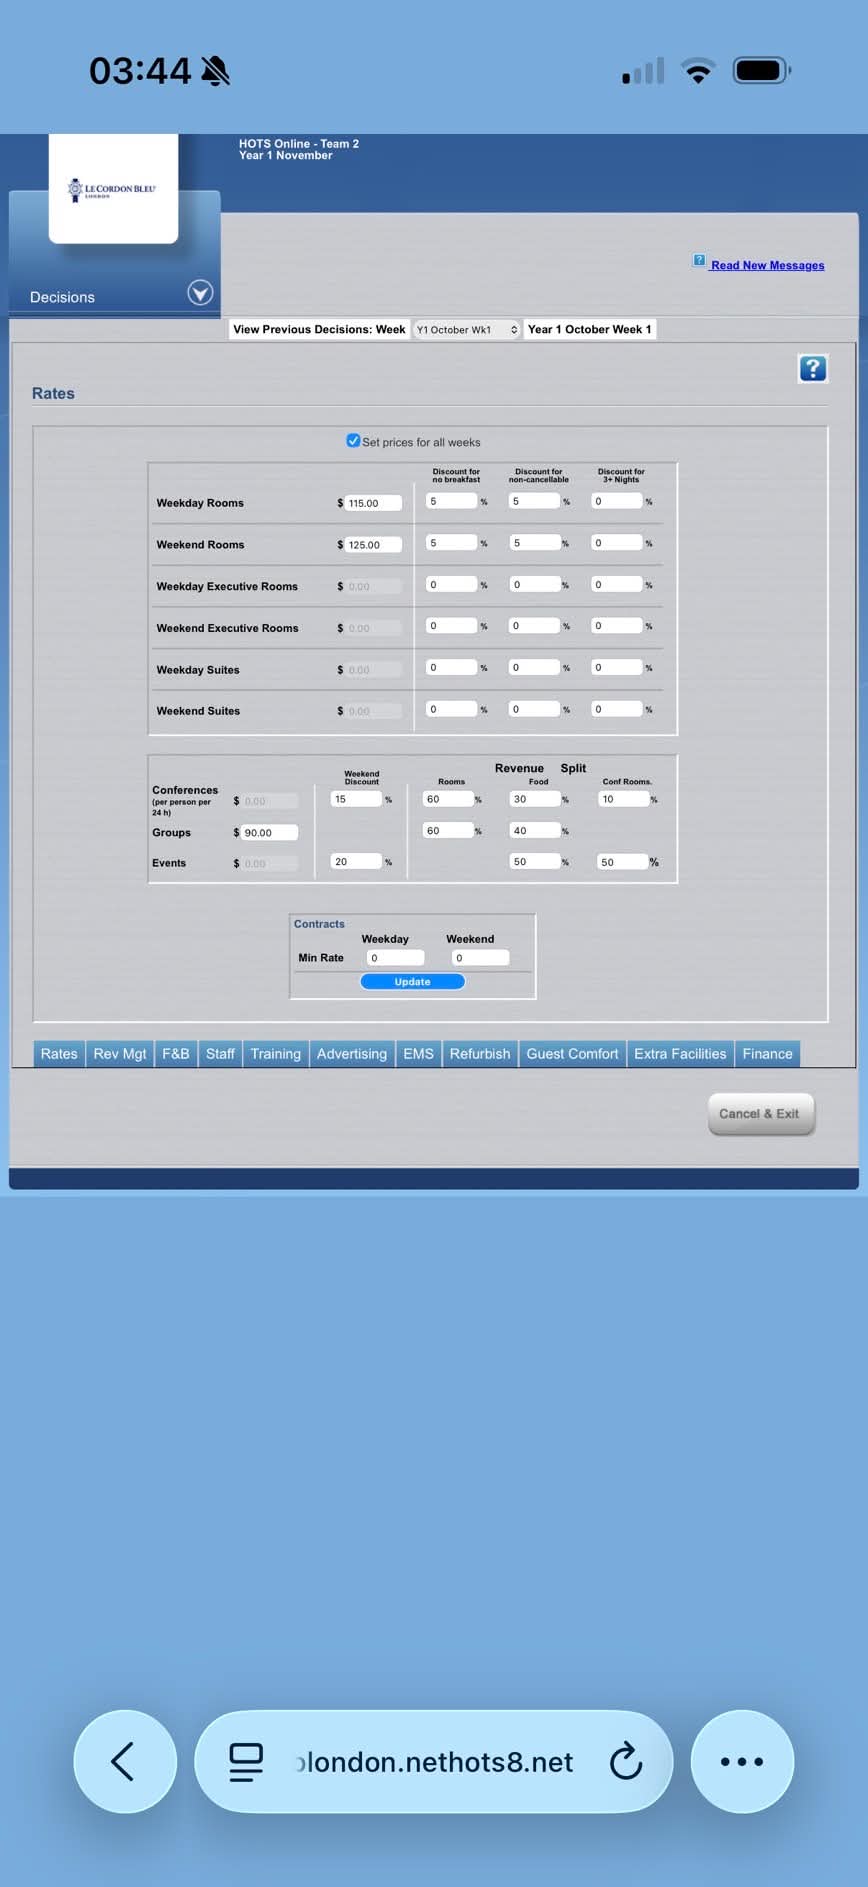 03:44
HOTS Online - Team 2
Year 1 November
LE CORDON BLEU
LONDON
Read New Messages
Decisions
View Previous Decisions: Week Y1 October Wk1 Year 1 October Week 1
?
Rates
Set prices for all weeks
Discount for no breakfast Discount for non-cancellable Discount for 3+ Nights
Weekday Rooms $ 115.00 5 % 5 % 0 %
Weekend Rooms $ 125.00 5 % 5 % 0 %
Weekday Executive Rooms $ 0.00 0 % 0 % 0 %
Weekend Executive Rooms $ 0.00 0 % 0 % 0 %
Weekday Suites $ 0.00 0 % 0 % 0 %
Weekend Suites $ 0.00 0 % 0 % 0 %
Revenue Split
Weekend Discount Rooms Food Conf Rooms.
Conferences (per person per 24 h) $ 0.00 15 % 60 % 30 % 10 %
Groups $ 90.00 60 % 40 %
Events $ 0.00 20 % 50 % 50 %
Contracts
Weekday Weekend
Min Rate 0 0
Update
Rates Rev Mgt F&B Staff Training Advertising EMS Refurbish Guest Comfort Extra Facilities Finance
Cancel & Exit
london.nethots8.net